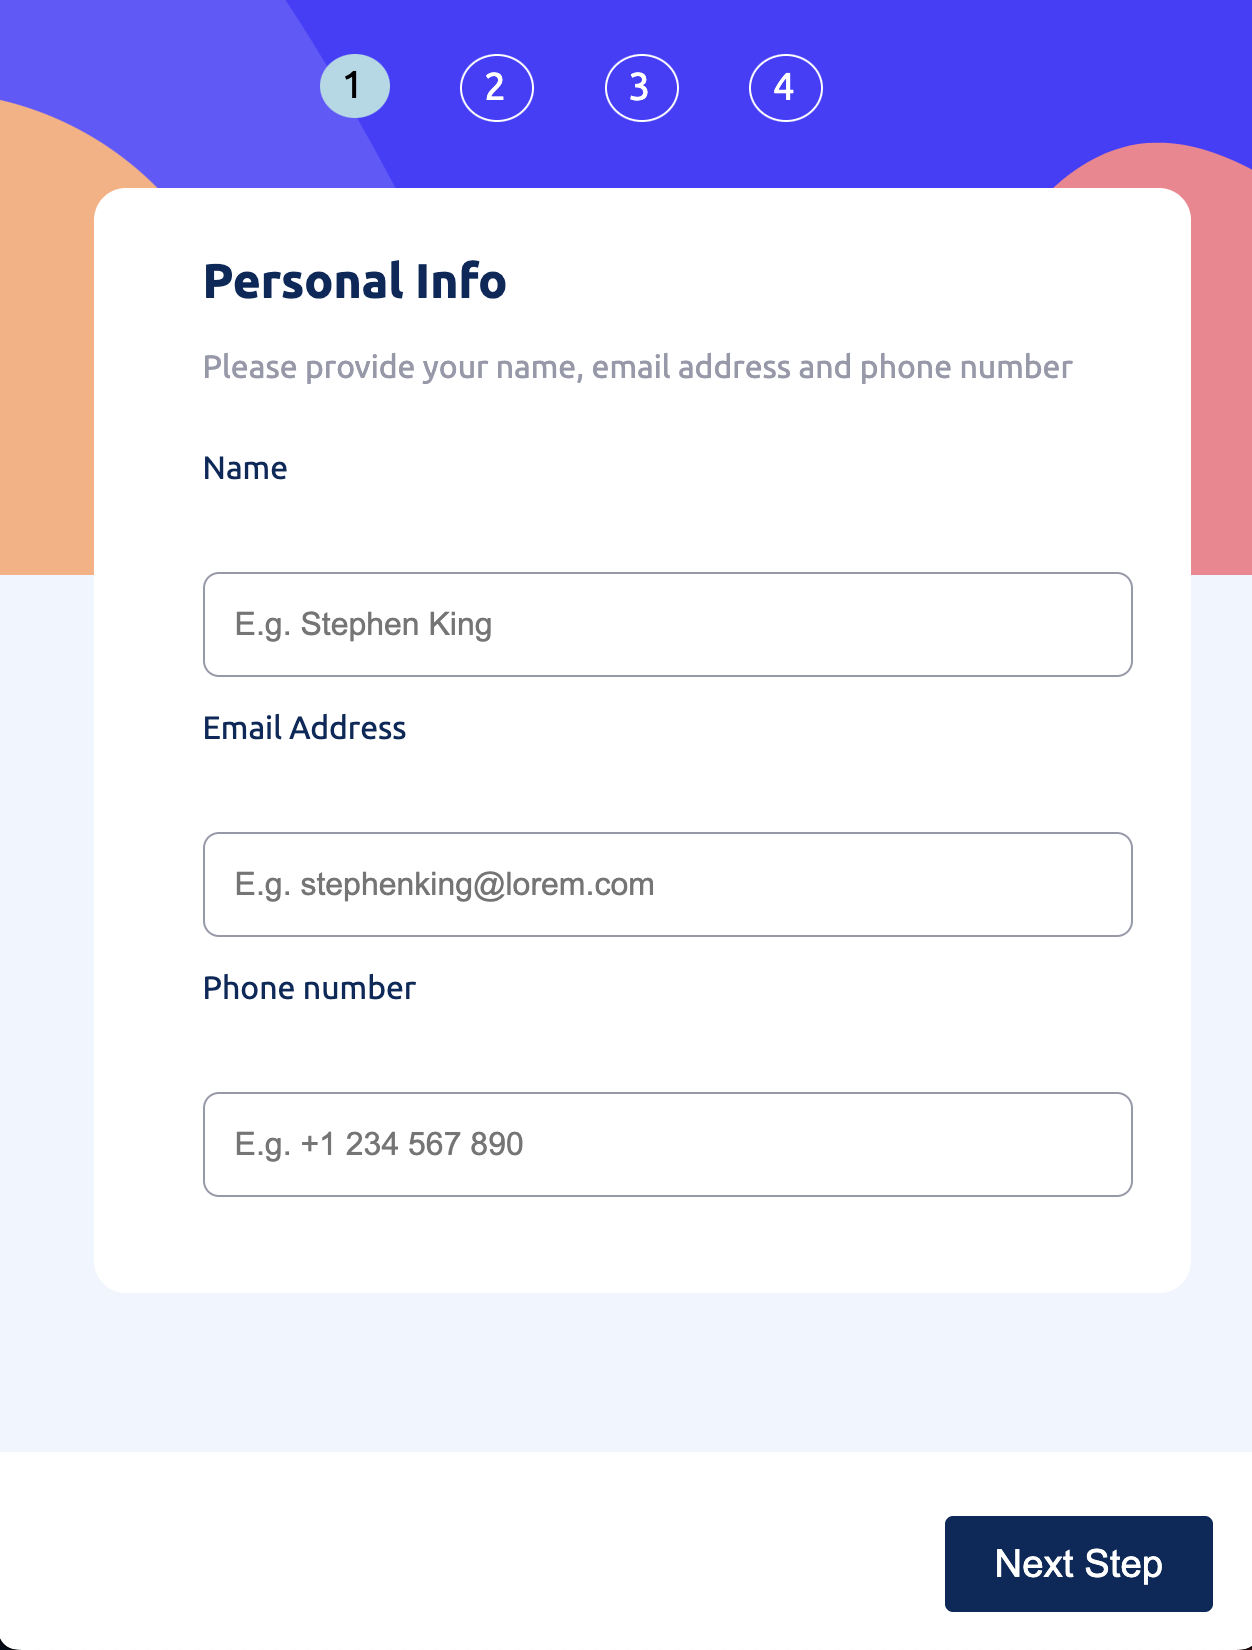 1 2 3 4
Personal Info
Please provide your name, email address and phone number
Name
E.g. Stephen King
Email Address
E.g. stephenking@lorem.com
Phone number
E.g. +1 234 567 890
Next Step